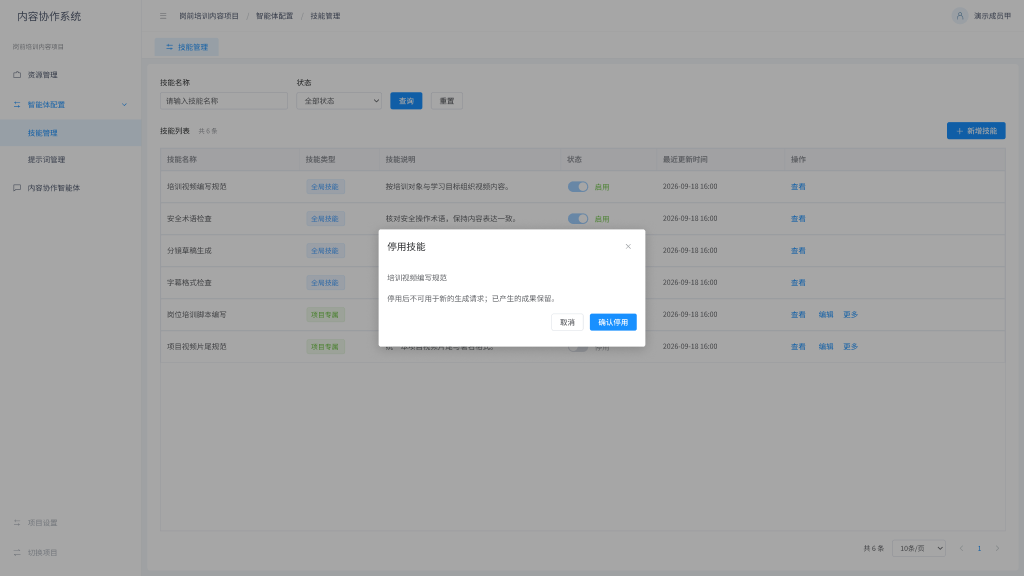 内容协作系统
岗前培训内容项目
资源管理
智能体配置
技能管理
提示词管理
内容协作智能体
项目设置
切换项目
岗前培训内容项目 / 智能体配置 / 技能管理
演示成员甲
技能管理
技能名称 状态
请输入技能名称 全部状态 查询 重置
技能列表 共 6 条 新增技能
技能名称 技能类型 技能说明 状态 最近更新时间 操作
培训视频编写规范 全局技能 按培训对象与学习目标组织视频内容。 启用 2026-09-18 16:00 查看
安全术语检查 全局技能 核对安全操作术语，保持内容表达一致。 启用 2026-09-18 16:00 查看
分镜草稿生成 全局技能 2026-09-18 16:00 查看
字幕格式检查 全局技能 2026-09-18 16:00 查看
岗位培训脚本编写 项目专属 2026-09-18 16:00 查看 编辑 更多
项目视频片尾规范 项目专属 2026-09-18 16:00 查看 编辑 更多
停用技能
培训视频编写规范
停用后不可用于新的生成请求；已产生的成果保留。
取消 确认停用
共 6 条 10条/页 1